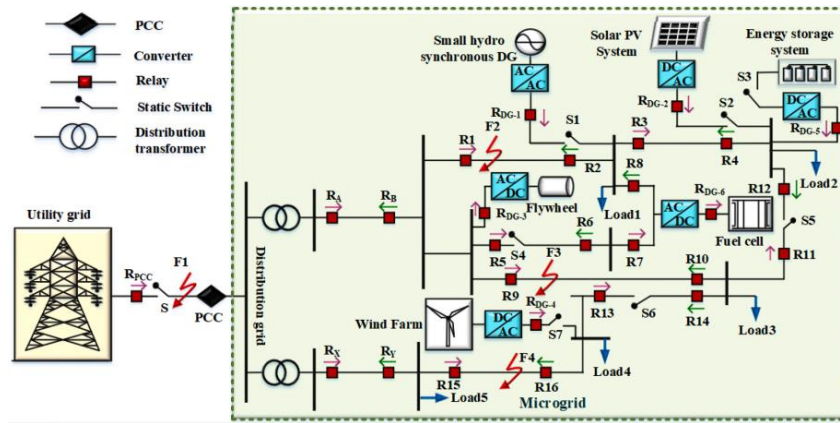 PCC
Converter
Relay
Static Switch
Distribution
transformer
Small hydro
synchronous DG
Solar PV
System
Energy storage
system
AC
AC
DC
AC
S3
DC
AC
R_DG-1
S1
R_DG-2
S2
R_DG-5
R1
F2
R2
R3
R4
R8
Load2
Utility grid
R_A
R_B
AC
DC
R_DG-3
Flywheel
Load1
R_DG-6
AC
DC
R12
Fuel cell
S5
R5
S4
R6
R7
R11
R_PCC
F1
S
PCC
Distribution grid
R9
F3
R10
Wind Farm
DC
AC
R_DG-4
S7
R13
S6
R14
Load3
R_X
R_Y
R15
F4
R16
Load4
Load5
Microgrid